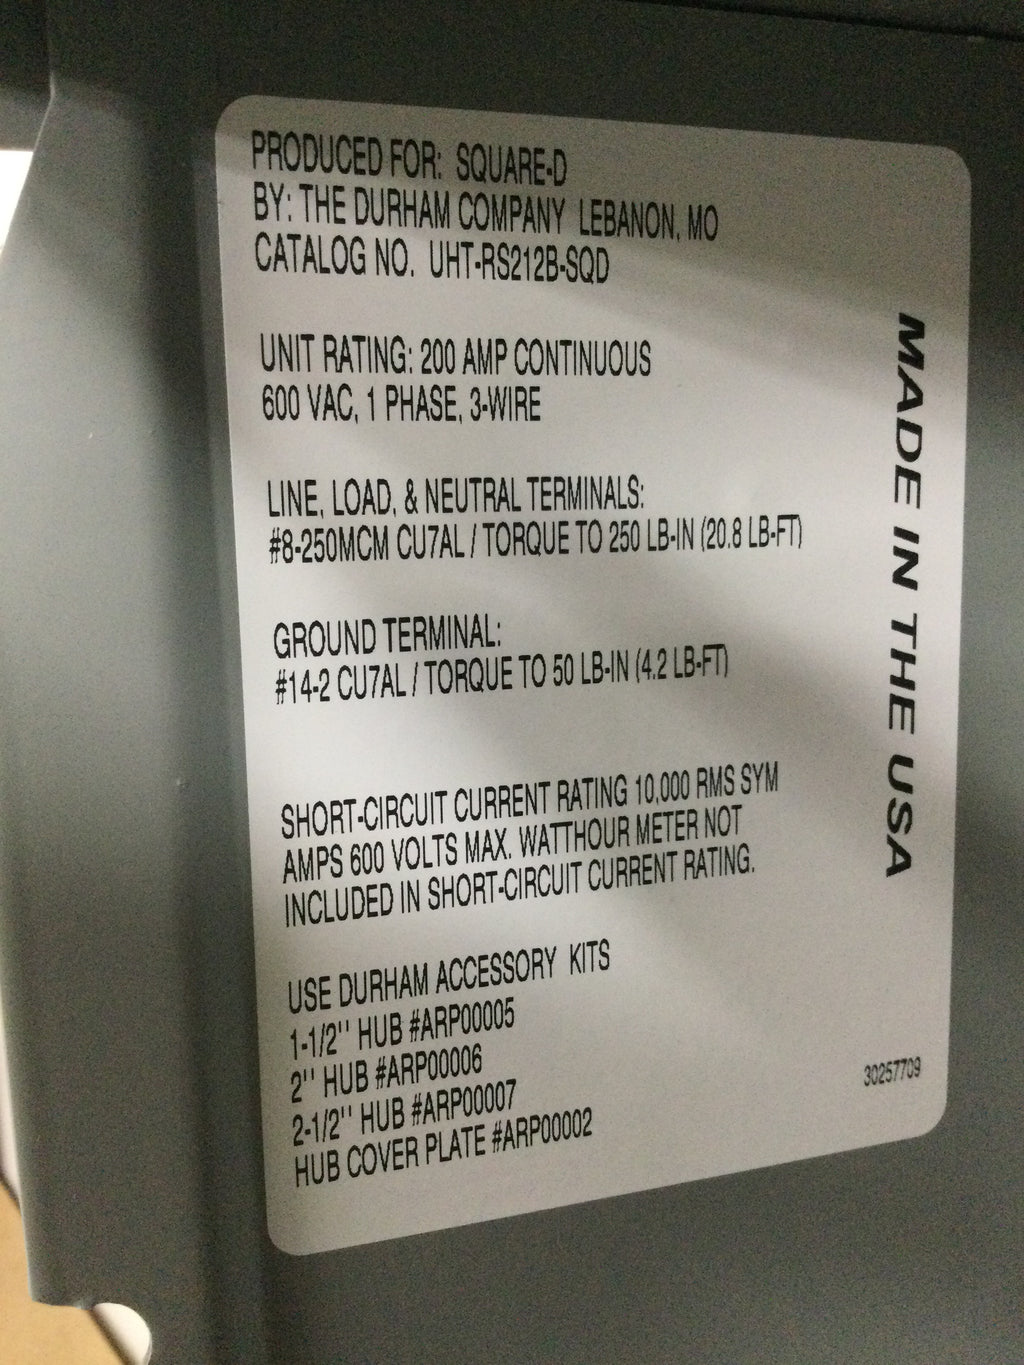 PRODUCED FOR: SQUARE-D
BY: THE DURHAM COMPANY LEBANON, MO
CATALOG NO. UHT-RS212B-SQD
UNIT RATING: 200 AMP CONTINUOUS
600 VAC, 1 PHASE, 3-WIRE
LINE, LOAD, & NEUTRAL TERMINALS:
#8-250MCM CU7AL / TORQUE TO 250 LB-IN (20.8 LB-FT)
GROUND TERMINAL:
#14-2 CU7AL / TORQUE TO 50 LB-IN (4.2 LB-FT)
SHORT-CIRCUIT CURRENT RATING 10,000 RMS SYM
AMPS 600 VOLTS MAX. WATTHOUR METER NOT
INCLUDED IN SHORT-CIRCUIT CURRENT RATING.
USE DURHAM ACCESSORY KITS
1-1/2'' HUB #ARP00005
2'' HUB #ARP00006
2-1/2'' HUB #ARP00007
HUB COVER PLATE #ARP00002
MADE IN THE USA
30257709